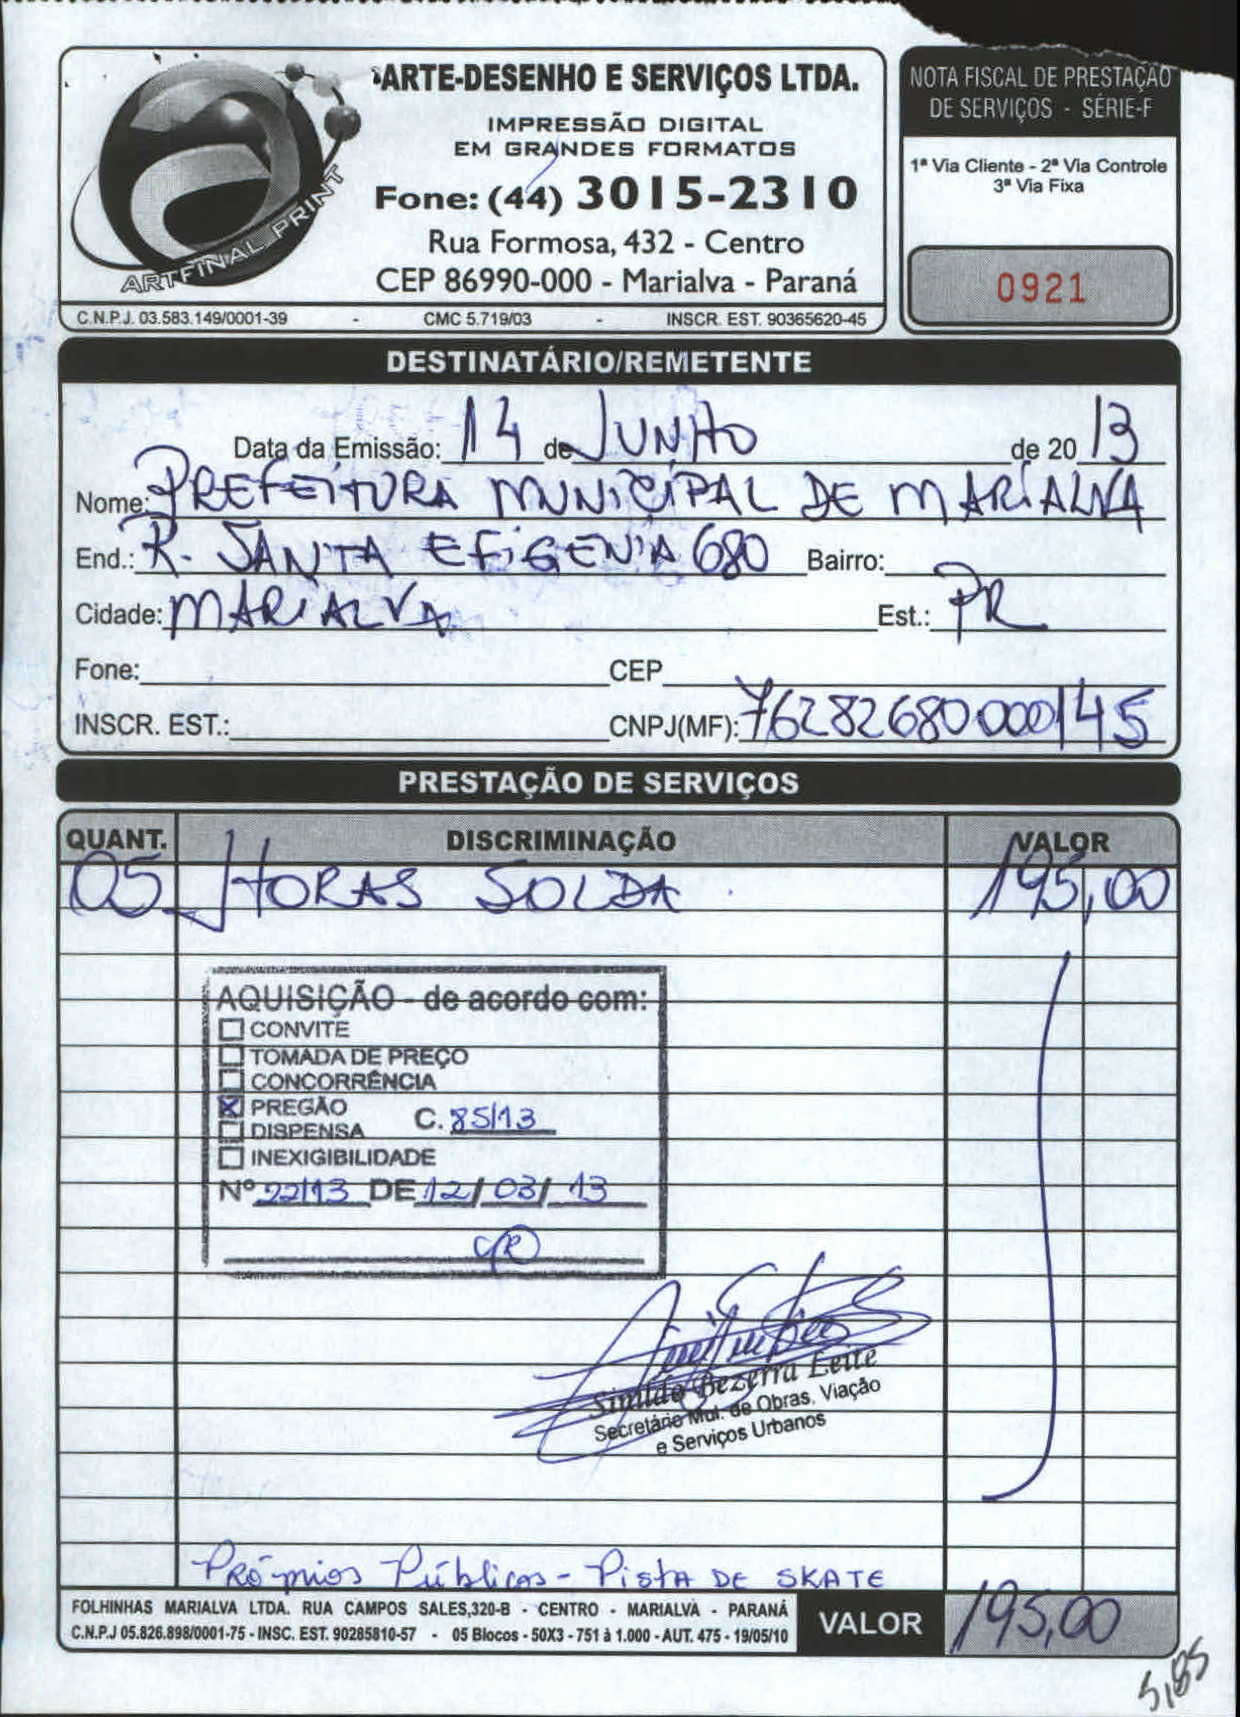 ARTFINAL PRINT
ARTE-DESENHO E SERVIÇOS LTDA.
IMPRESSÃO DIGITAL
EM GRANDES FORMATOS
Fone: (44) 3015-2310
Rua Formosa, 432 - Centro
CEP 86990-000 - Marialva - Paraná
C.N.P.J. 03.583.149/0001-39 - CMC 5.719/03 - INSCR. EST. 90365620-45
NOTA FISCAL DE PRESTAÇÃO
DE SERVIÇOS - SÉRIE-F
1ª Via Cliente - 2ª Via Controle
3ª Via Fixa
0921
DESTINATÁRIO/REMETENTE
Data da Emissão: 14 de JUNHO de 20 13
Nome: PREFEITURA MUNICIPAL DE MARIALVA
End.: R. SANTA EFIGENIA 680 Bairro:
Cidade: MARIALVA Est.: PR
Fone: CEP
INSCR. EST.: CNPJ(MF): 76282680000145
PRESTAÇÃO DE SERVIÇOS
QUANT. DISCRIMINAÇÃO VALOR
05 HORAS SOLDA 195,00
AQUISIÇÃO - de acordo com:
CONVITE
TOMADA DE PREÇO
CONCORRÊNCIA
X PREGÃO C. 85/13
DISPENSA
INEXIGIBILIDADE
Nº 22/13 DE 12/03/13
Bezerra Leite
Secretário Mul. de Obras, Viação
e Serviços Urbanos
Públicos - Pista DE SKATE
FOLHINHAS MARIALVA LTDA. RUA CAMPOS SALES,320-B - CENTRO - MARIALVA - PARANÁ
C.N.P.J 05.826.898/0001-75 - INSC. EST. 90285810-57 - 05 Blocos - 50X3 - 751 à 1.000 - AUT. 475 - 19/05/10
VALOR 195,00
5,85